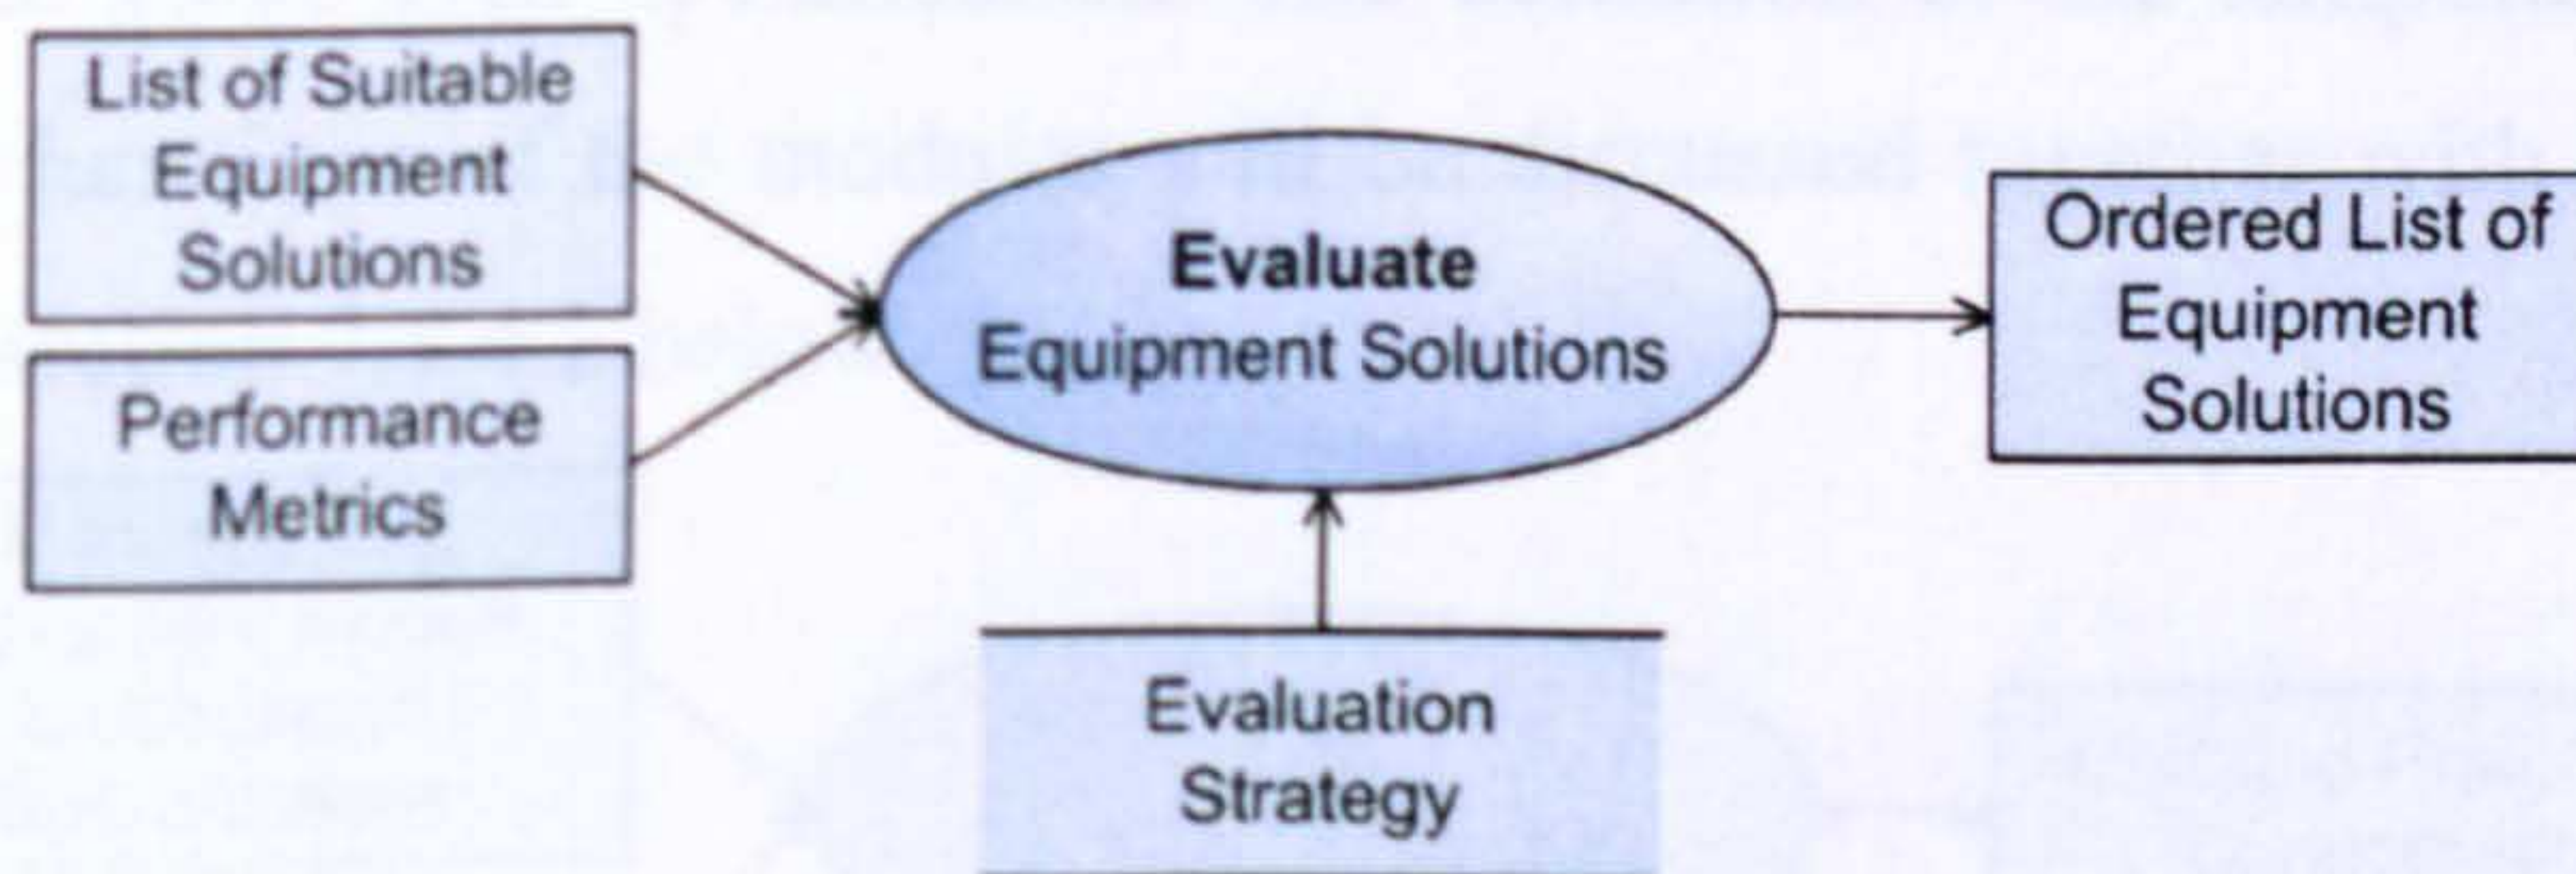 List of Suitable
Equipment
Solutions
Performance
Metrics
Evaluate
Equipment Solutions
Ordered List of
Equipment
Solutions
Evaluation
Strategy